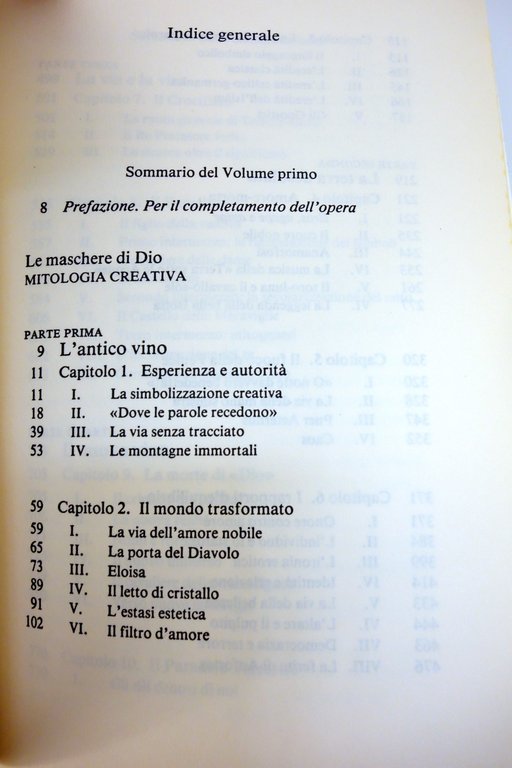 Indice generale
Sommario del Volume primo
8 Prefazione. Per il completamento dell'opera
Le maschere di Dio
MITOLOGIA CREATIVA
PARTE PRIMA
9 L'antico vino
11 Capitolo 1. Esperienza e autorità
11 I. La simbolizzazione creativa
18 II. «Dove le parole recedono»
39 III. La via senza tracciato
53 IV. Le montagne immortali
59 Capitolo 2. Il mondo trasformato
59 I. La via dell'amore nobile
65 II. La porta del Diavolo
73 III. Eloisa
89 IV. Il letto di cristallo
91 V. L'estasi estetica
102 VI. Il filtro d'amore